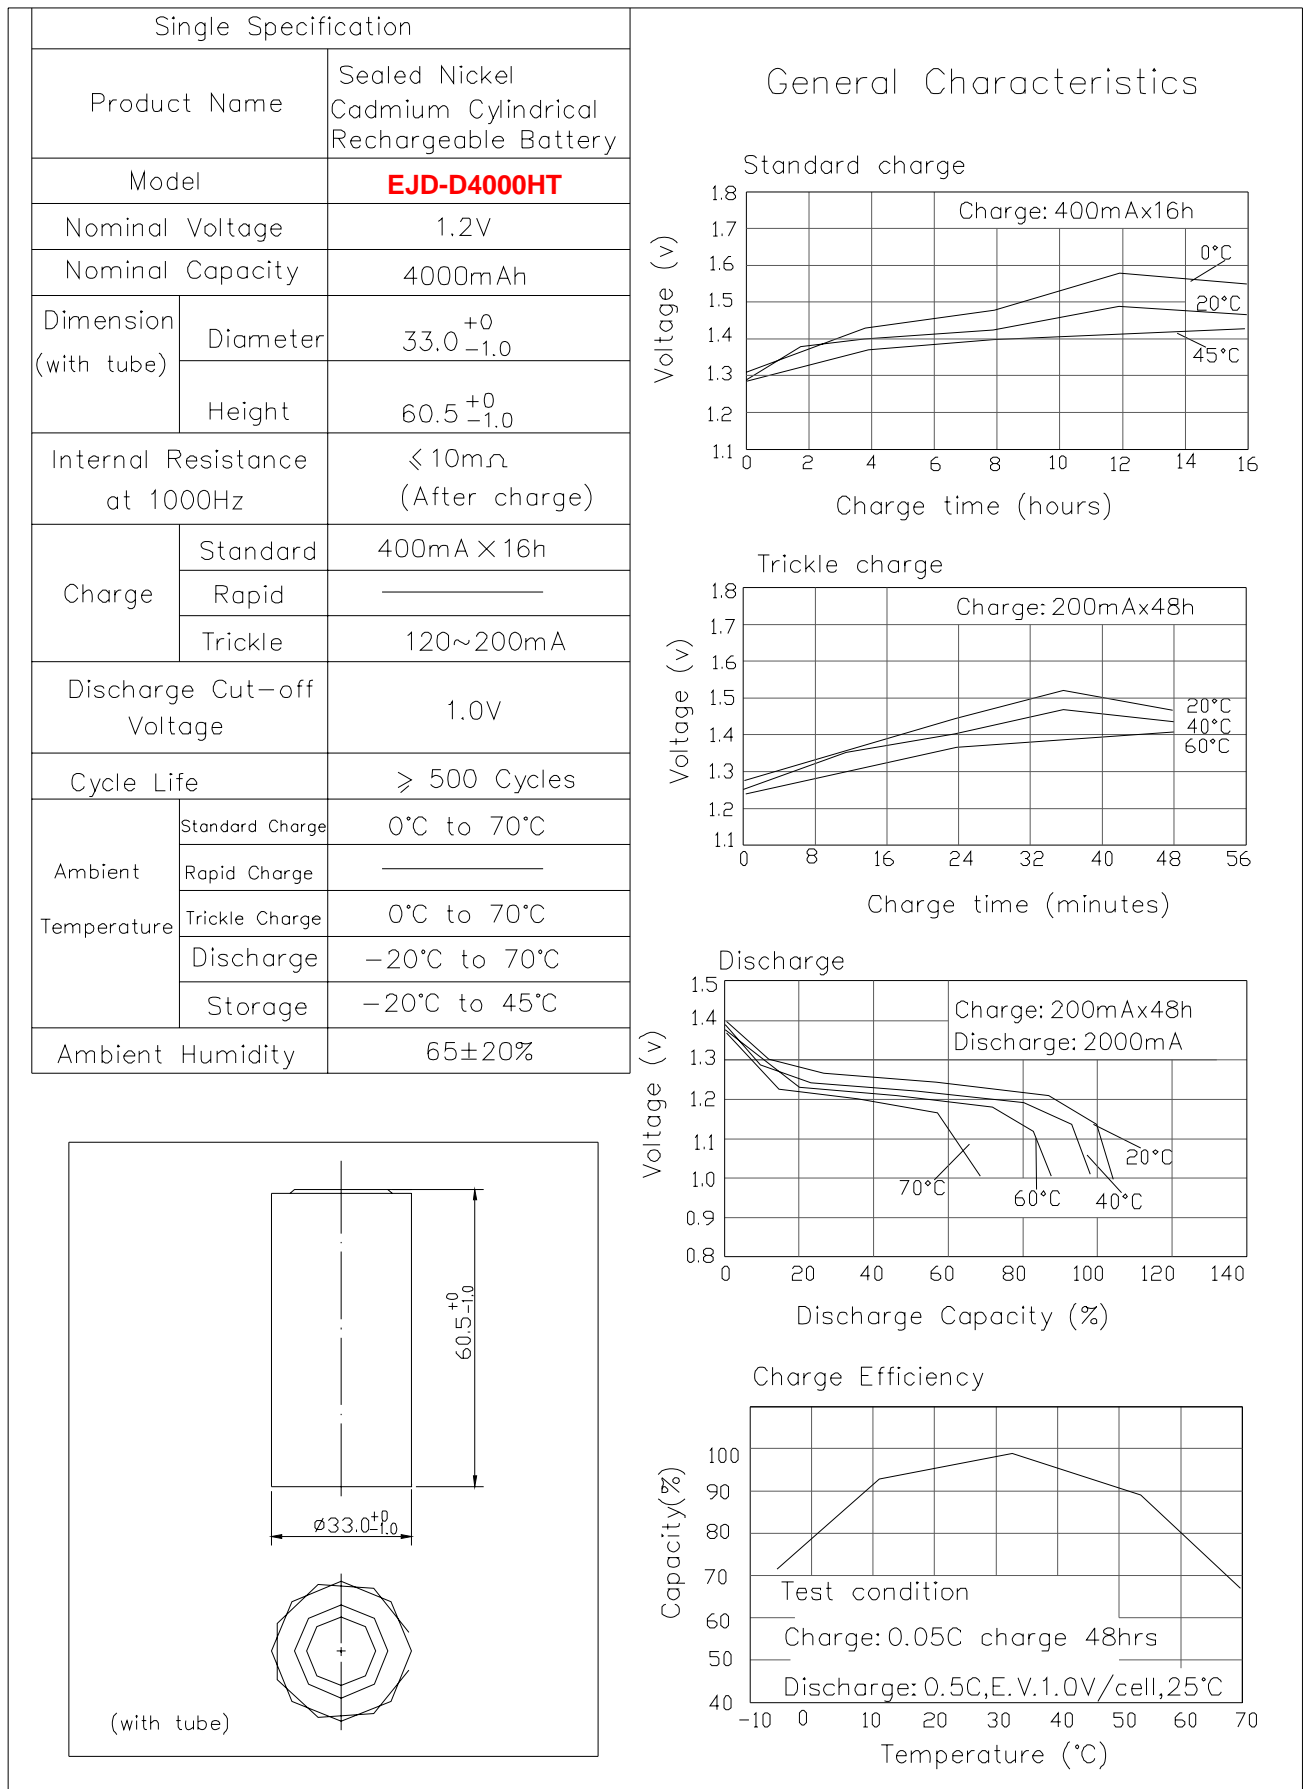 Single Specification
Product Name
Sealed Nickel
Cadmium Cylindrical
Rechargeable Battery
Model
EJD-D4000HT
Nominal Voltage
1.2V
Nominal Capacity
4000mAh
Dimension
(with tube)
Diameter
33.0 +0 -1.0
Height
60.5 +0 -1.0
Internal Resistance
at 1000Hz
⩽10mΩ
(After charge)
Charge
Standard
400mA×16h
Rapid
————
Trickle
120~200mA
Discharge Cut-off
Voltage
1.0V
Cycle Life
⩾ 500 Cycles
Ambient
Temperature
Standard Charge
0°C to 70°C
Rapid Charge
————
Trickle Charge
0°C to 70°C
Discharge
-20°C to 70°C
Storage
-20°C to 45°C
Ambient Humidity
65±20%
60.5 +0 -1.0
ø33.0 +0 -1.0
(with tube)
General Characteristics
Standard charge
Charge: 400mAx16h
Voltage (v)
1.8
1.7
1.6
1.5
1.4
1.3
1.2
1.1
0°C
20°C
45°C
0 2 4 6 8 10 12 14 16
Charge time (hours)
Trickle charge
Charge: 200mAx48h
Voltage (v)
1.8
1.7
1.6
1.5
1.4
1.3
1.2
1.1
20°C
40°C
60°C
0 8 16 24 32 40 48 56
Charge time (minutes)
Discharge
Charge: 200mAx48h
Discharge: 2000mA
Voltage (v)
1.5
1.4
1.3
1.2
1.1
1.0
0.9
0.8
20°C
70°C
60°C
40°C
0 20 40 60 80 100 120 140
Discharge Capacity (%)
Charge Efficiency
Capacity(%)
100
90
80
70
60
50
40
Test condition
Charge: 0.05C charge 48hrs
Discharge: 0.5C,E.V.1.0V/cell,25°C
-10 0 10 20 30 40 50 60 70
Temperature (°C)